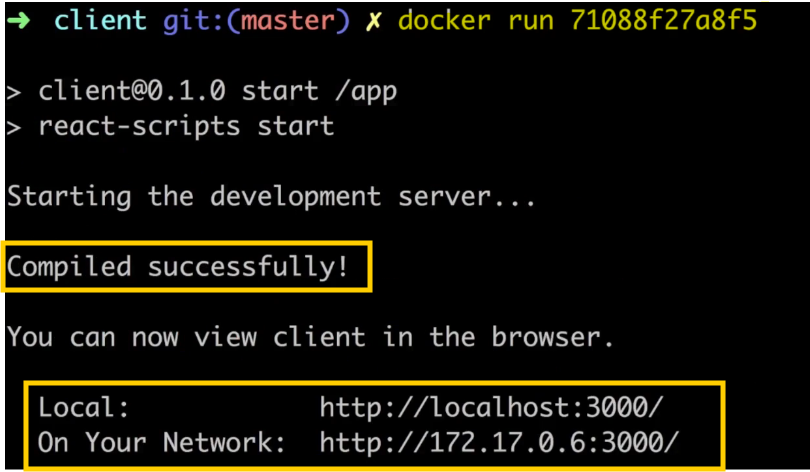 ➜ client git:(master) ✗ docker run 71088f27a8f5
> client@0.1.0 start /app
> react-scripts start
Starting the development server...
Compiled successfully!
You can now view client in the browser.
Local: http://localhost:3000/
On Your Network: http://172.17.0.6:3000/